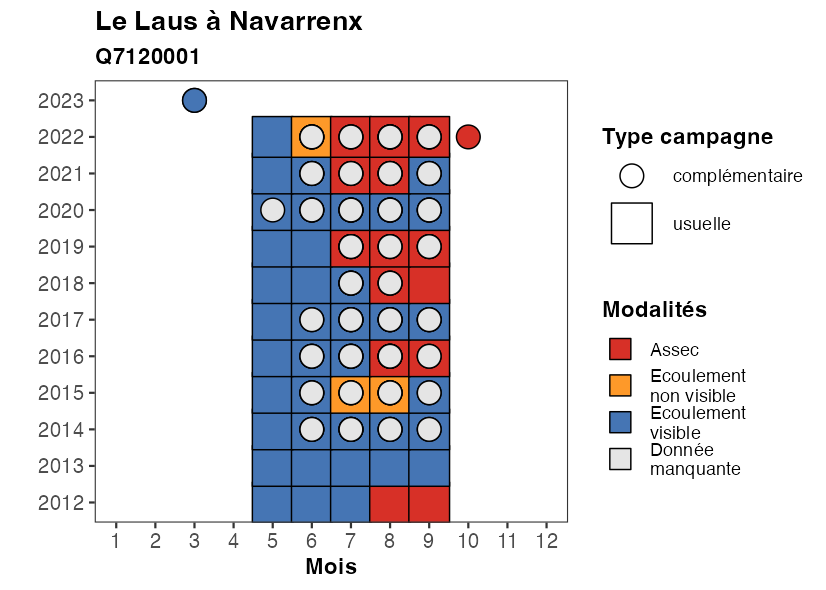 Le Laus à Navarrenx
Q7120001
2023
2022
2021
2020
2019
2018
2017
2016
2015
2014
2013
2012
1 2 3 4 5 6 7 8 9 10 11 12
Mois
Type campagne
complémentaire
usuelle
Modalités
Assec
Ecoulement
non visible
Ecoulement
visible
Donnée
manquante